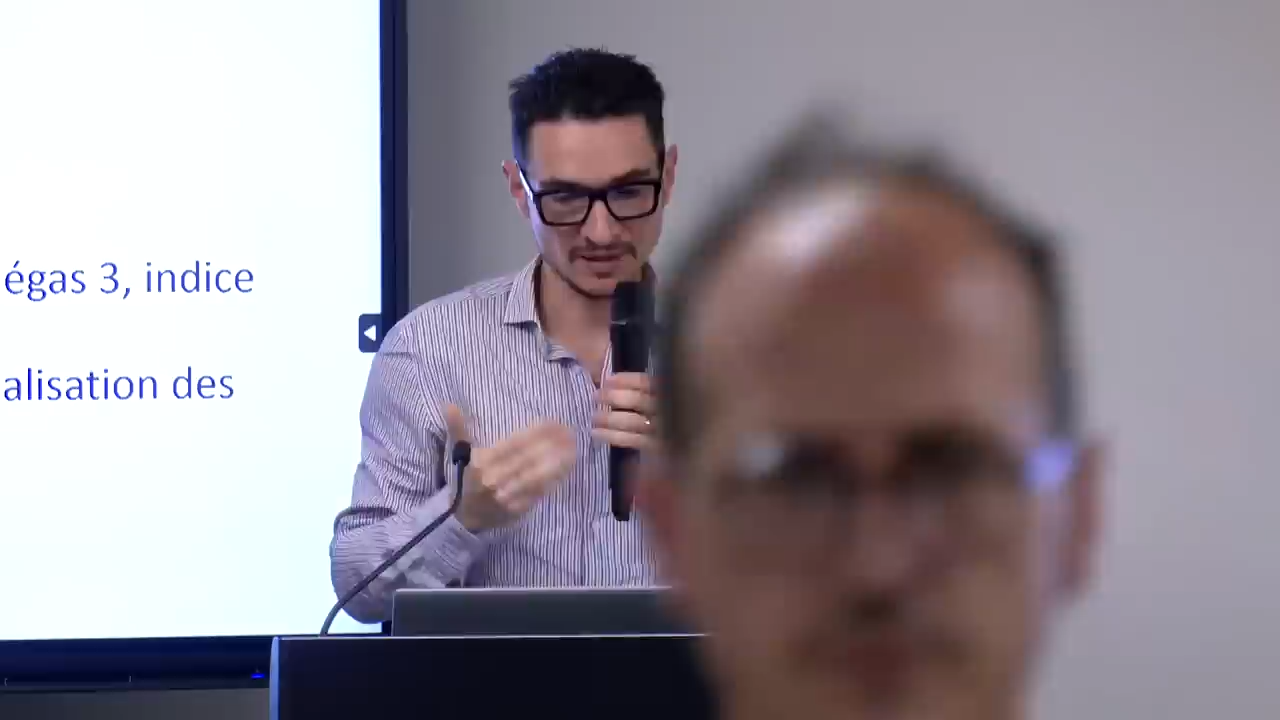 égas 3, indice
alisation des